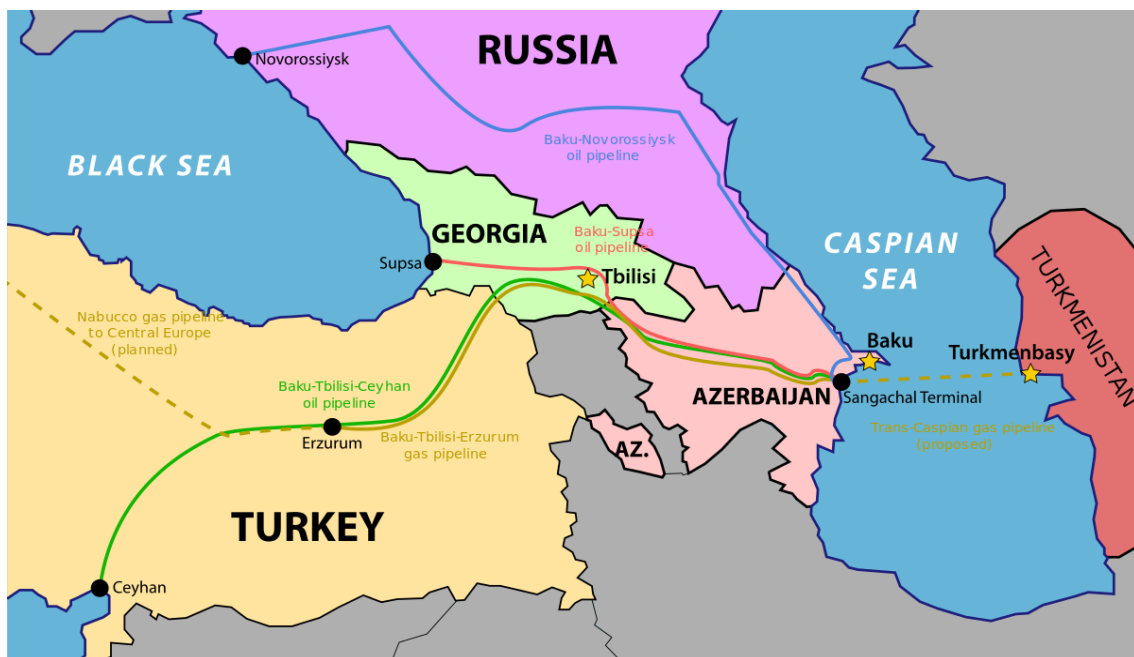 RUSSIA
Novorossiysk
Baku-Novorossiysk
oil pipeline
BLACK SEA
GEORGIA
Baku-Supsa
oil pipeline
CASPIAN
SEA
Supsa
Tbilisi
TURKMENISTAN
Nabucco gas pipeline
to Central Europe
(planned)
Baku
Turkmenbasy
Baku-Tbilisi-Ceyhan
oil pipeline
AZERBAIJAN
Sangachal Terminal
Trans-Caspian gas pipeline
(proposed)
Erzurum
Baku-Tbilisi-Erzurum
gas pipeline
AZ.
TURKEY
Ceyhan